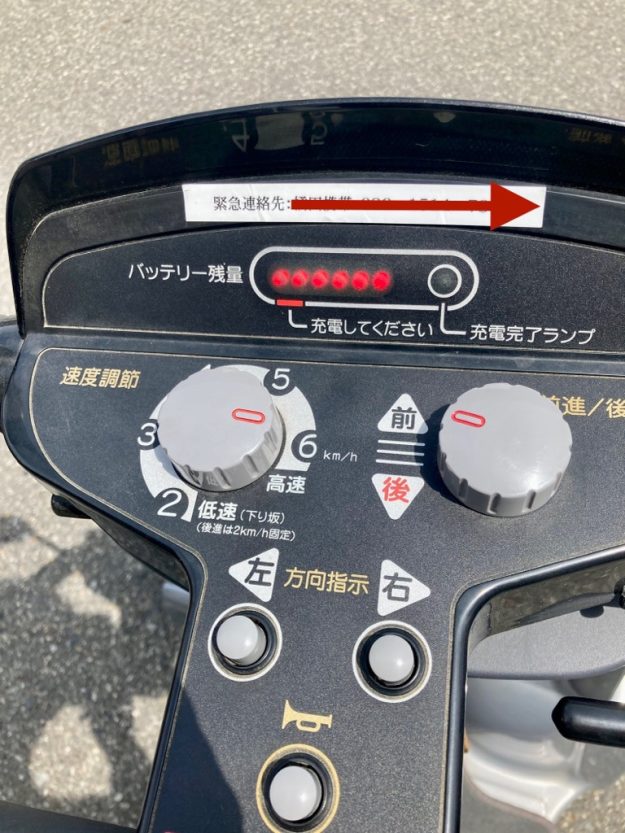 緊急連絡先:
バッテリー残量
充電してください
充電完了ランプ
速度調節
5
6 km/h
3
2
高速
低速(下り坂)
(後進は2km/h固定)
前
後
前進/後
左 方向指示 右